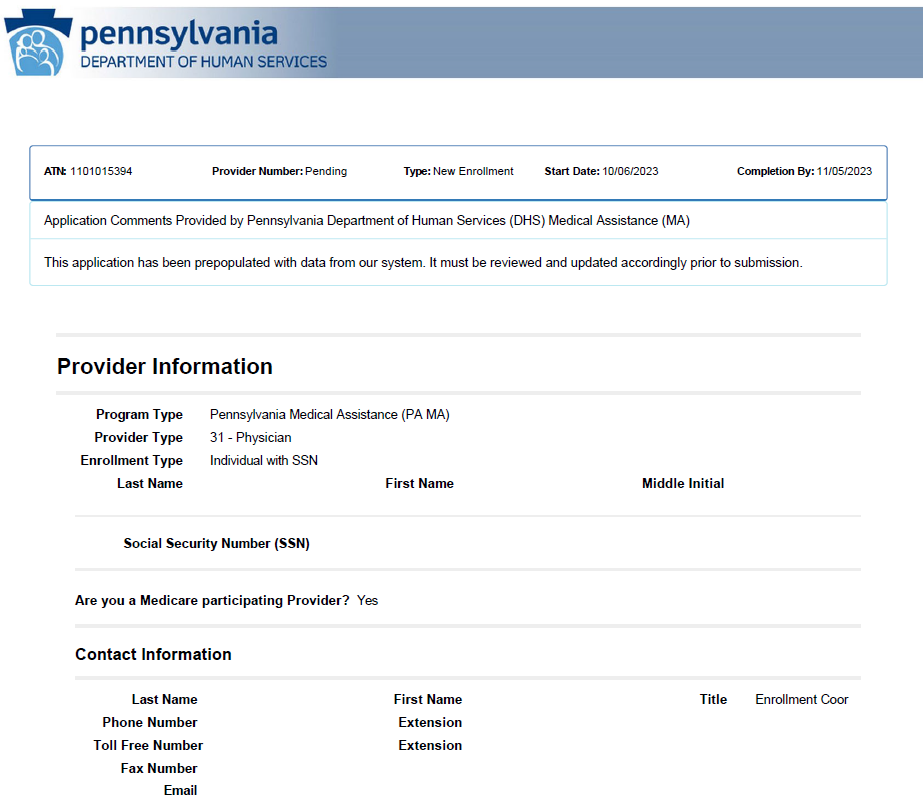 pennsylvania
DEPARTMENT OF HUMAN SERVICES
ATN: 1101015394 Provider Number: Pending Type: New Enrollment Start Date: 10/06/2023 Completion By: 11/05/2023
Application Comments Provided by Pennsylvania Department of Human Services (DHS) Medical Assistance (MA)
This application has been prepopulated with data from our system. It must be reviewed and updated accordingly prior to submission.
Provider Information
Program Type Pennsylvania Medical Assistance (PA MA)
Provider Type 31 - Physician
Enrollment Type Individual with SSN
Last Name First Name Middle Initial
Social Security Number (SSN)
Are you a Medicare participating Provider? Yes
Contact Information
Last Name First Name Title Enrollment Coor
Phone Number Extension
Toll Free Number Extension
Fax Number
Email